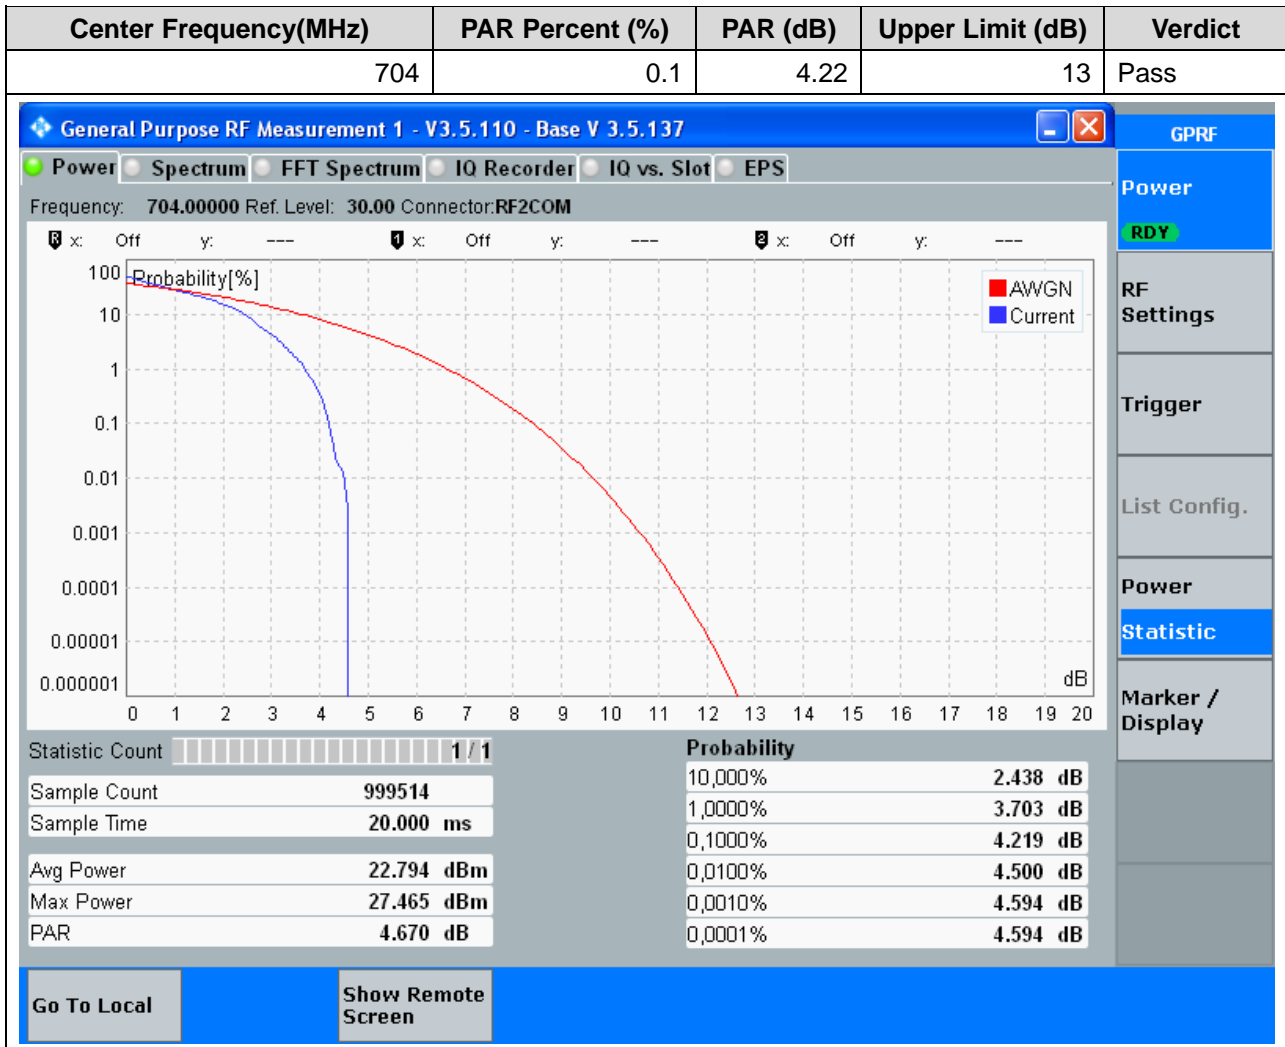 Center Frequency(MHz) PAR Percent (%) PAR (dB) Upper Limit (dB) Verdict
704 0.1 4.22 13 Pass
General Purpose RF Measurement 1 - V3.5.110 - Base V 3.5.137
GPRF
Power Spectrum FFT Spectrum IQ Recorder IQ vs. Slot EPS
Frequency: 704.00000 Ref. Level: 30.00 Connector:RF2COM
R x: Off y: --- 1 x: Off y: --- 2 x: Off y: ---
Probability[%]
AWGN
Current
100
10
1
0.1
0.01
0.001
0.0001
0.00001
0.000001
dB
0 1 2 3 4 5 6 7 8 9 10 11 12 13 14 15 16 17 18 19 20
Statistic Count 1 / 1
Sample Count 999514
Sample Time 20.000 ms
Avg Power 22.794 dBm
Max Power 27.465 dBm
PAR 4.670 dB
Probability
10,000% 2.438 dB
1,0000% 3.703 dB
0,1000% 4.219 dB
0,0100% 4.500 dB
0,0010% 4.594 dB
0,0001% 4.594 dB
Power
RDY
RF
Settings
Trigger
List Config.
Power
Statistic
Marker /
Display
Go To Local
Show Remote
Screen